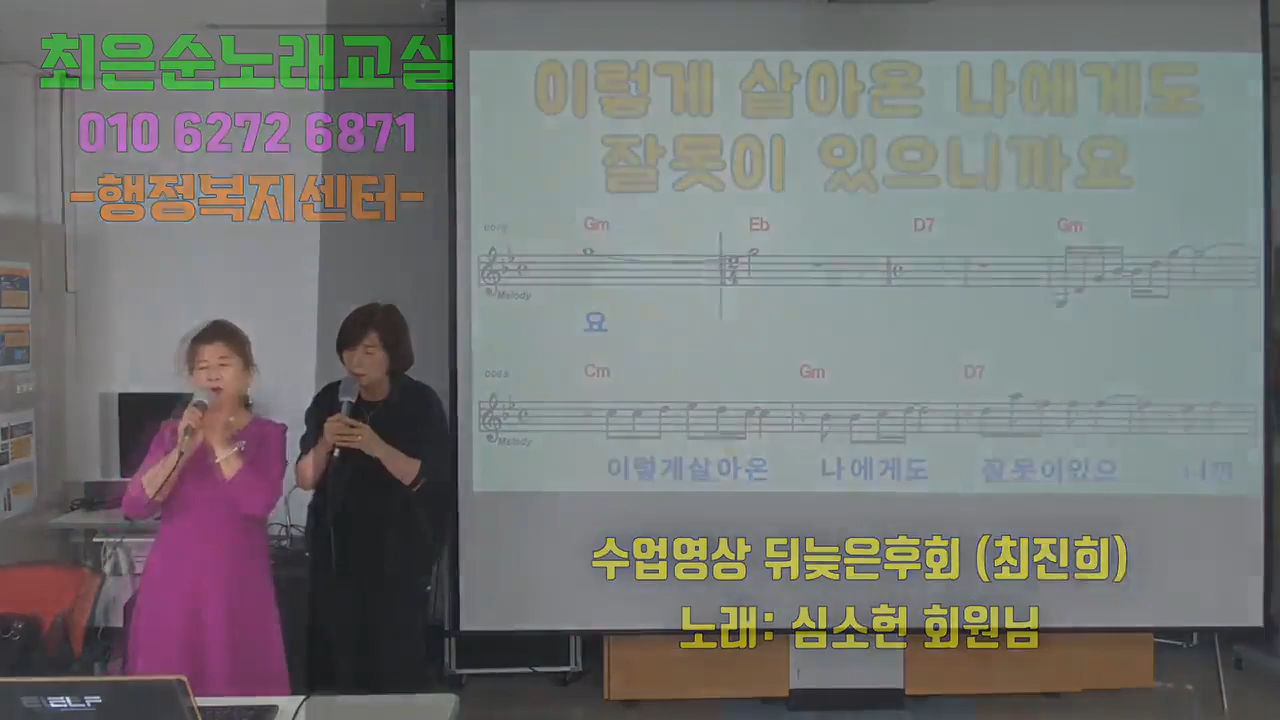 최은순노래교실
010 6272 6871
-행정복지센터-
이렇게 살아온 나에게도
잘못이 있으니까요
Gm Eb D7 Gm
Melody
요
Cm Gm D7
Melody
이렇게살아온 나에게도 잘못이있으 니까
수업영상 뒤늦은후회 (최진희)
노래: 심소헌 회원님